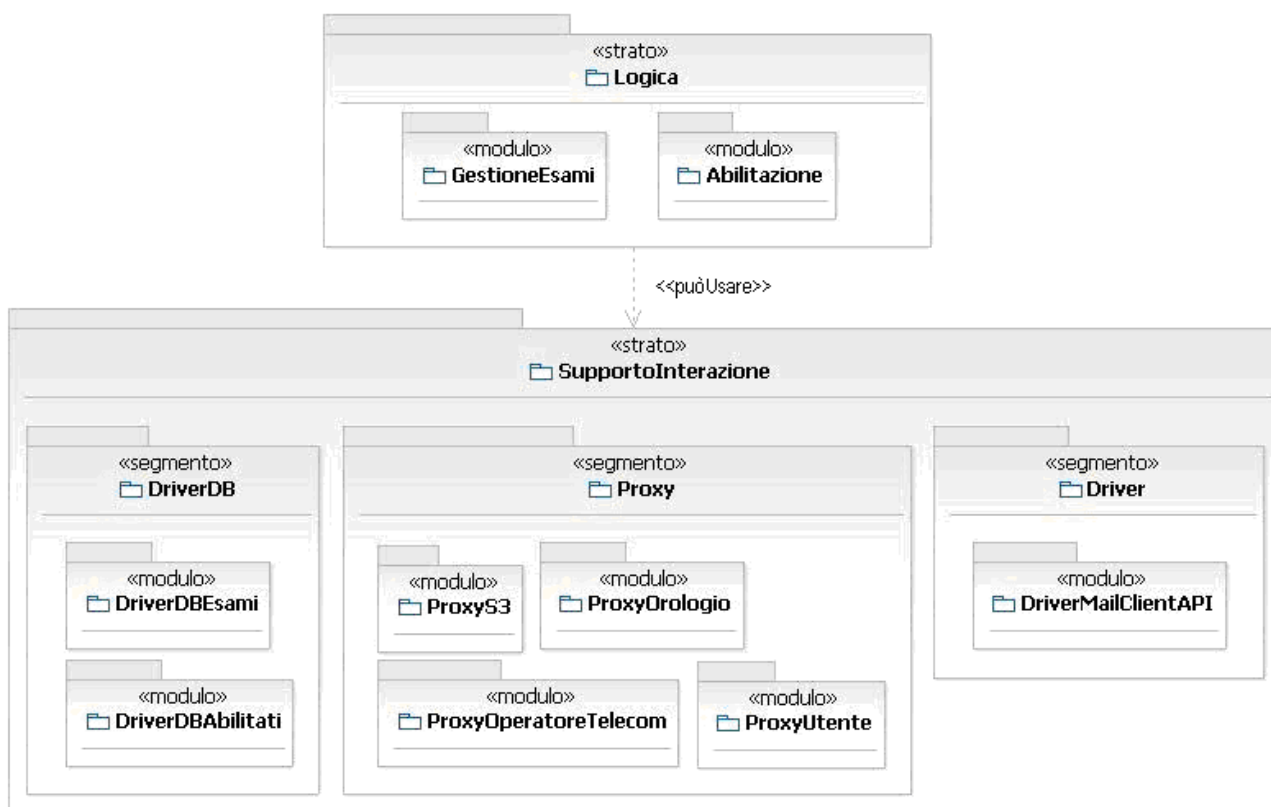 «strato»
Logica
«modulo»
GestioneEsami
«modulo»
Abilitazione
<<puòUsare>>
«strato»
SupportoInterazione
«segmento»
DriverDB
«modulo»
DriverDBEsami
«modulo»
DriverDBAbilitati
«segmento»
Proxy
«modulo»
ProxyS3
«modulo»
ProxyOrologio
«modulo»
ProxyOperatoreTelecom
«modulo»
ProxyUtente
«segmento»
Driver
«modulo»
DriverMailClientAPI